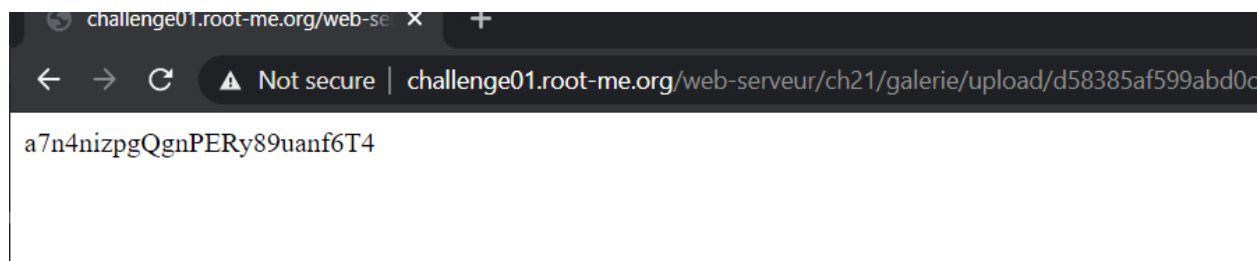 challenge01.root-me.org/web-se
Not secure | challenge01.root-me.org/web-serveur/ch21/galerie/upload/d58385af599abd0c
a7n4nizpgQgnPERy89uanf6T4